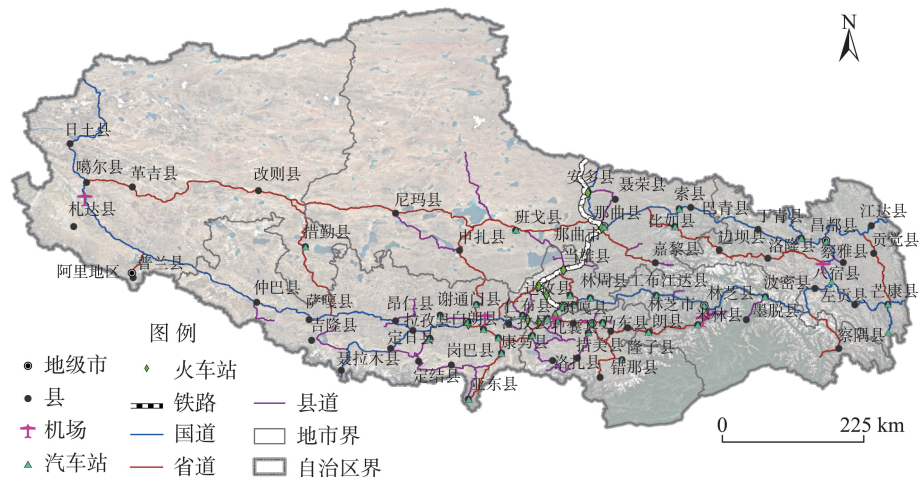 N
日土县
噶尔县
革吉县
改则县
札达县
措勤县
尼玛县
申扎县
班戈县
安多县
聂荣县
那曲县
那曲市
比如县
索县
巴青县
丁青县
昌都县
江达县
贡觉县
察雅县
边坝县
洛隆县
嘉黎县
阿里地区
普兰县
仲巴县
萨嘎县
吉隆县
聂拉木县
昂仁县
谢通门县
白朗县
定日县
定结县
岗巴县
康马县
亚东县
林周县
工布江达县
林芝市
林芝县
波密县
墨脱县
朗县
隆子县
措美县
洛扎县
错那县
左贡县
芒康县
察隅县
图例
地级市
县
机场
汽车站
火车站
铁路
国道
省道
县道
地市界
自治区界
0 225 km